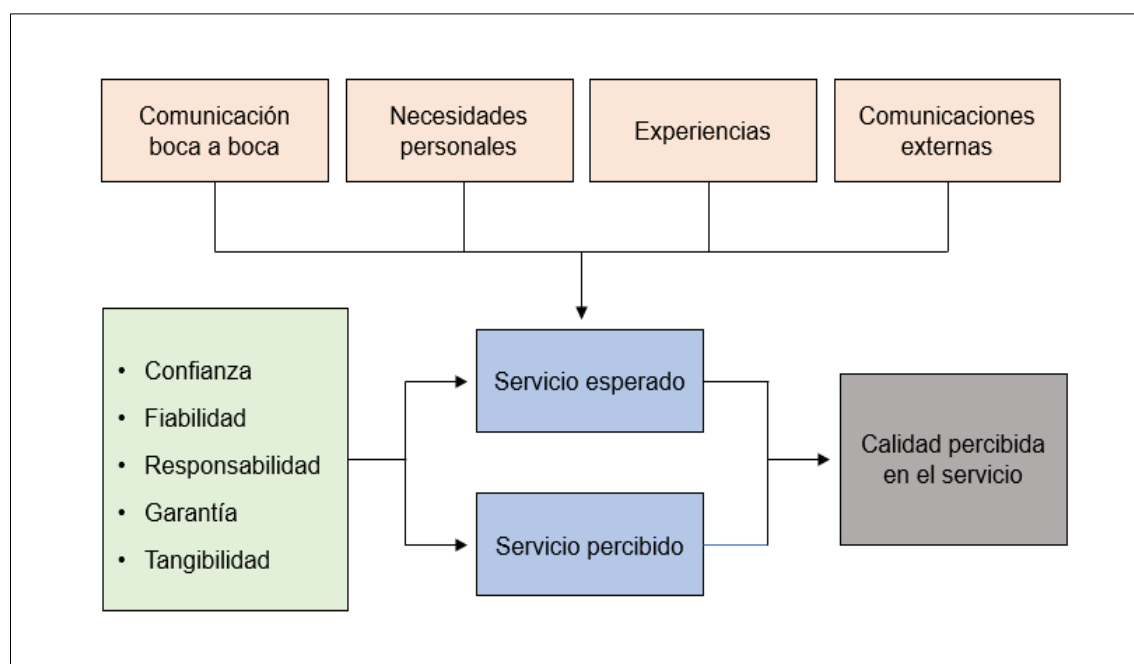 Comunicación
boca a boca
Necesidades
personales
Experiencias
Comunicaciones
externas
• Confianza
• Fiabilidad
• Responsabilidad
• Garantía
• Tangibilidad
Servicio esperado
Servicio percibido
Calidad percibida
en el servicio